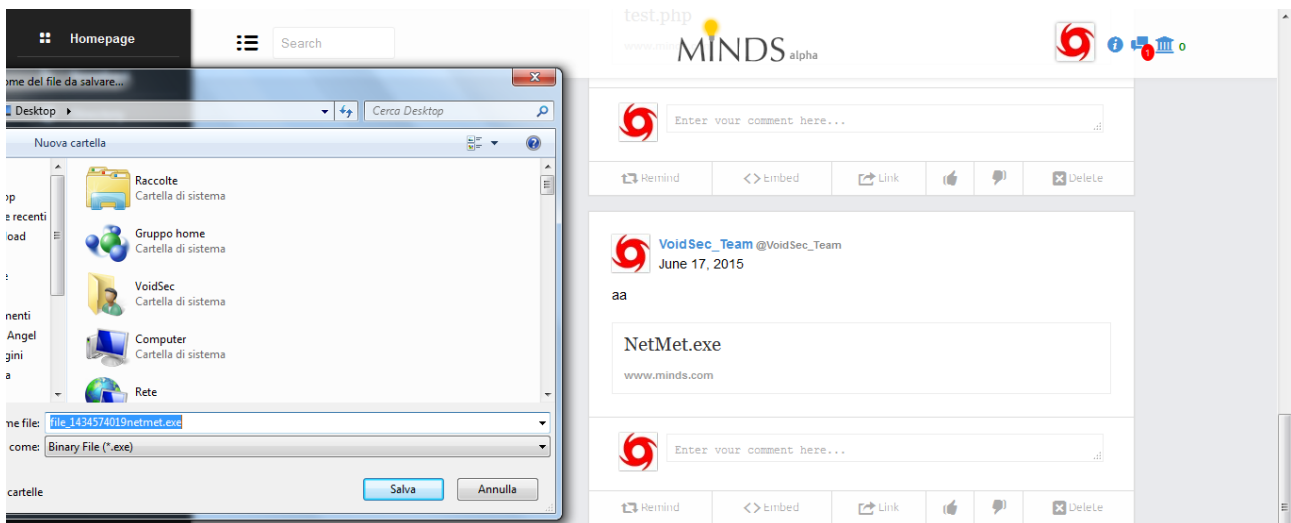 Homepage
Search
test.php
MINDS alpha
1
0
ome del file da salvare...
Desktop
Cerca Desktop
Nuova cartella
Raccolte
Cartella di sistema
Gruppo home
Cartella di sistema
VoidSec
Cartella di sistema
Computer
Cartella di sistema
Rete
op
e recenti
load
e
menti
Angel
gini
a
me file: file_1434574019netmet.exe
come: Binary File (*.exe)
cartelle
Salva
Annulla
Enter your comment here...
Remind
Embed
Link
Delete
VoidSec_Team @VoidSec_Team
June 17, 2015
aa
NetMet.exe
www.minds.com
Enter your comment here...
Remind
Embed
Link
Delete